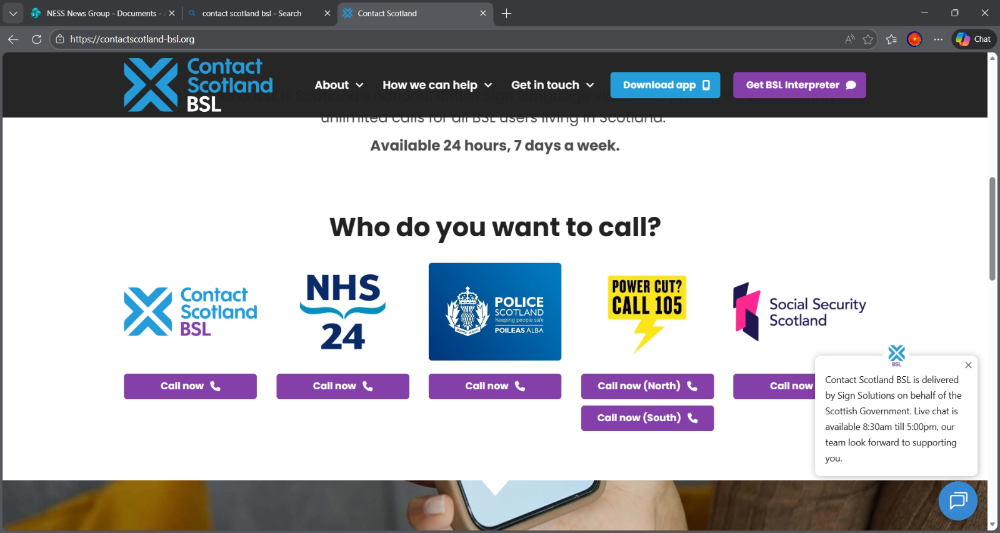 NESS News Group - Documents -
contact scotland bsl - Search
Contact Scotland
https://contactscotland-bsl.org
Chat
Contact
Scotland
BSL
About
How we can help
Get in touch
Download app
Get BSL Interpreter
unlimited calls for all BSL users living in Scotland.
Available 24 hours, 7 days a week.
Who do you want to call?
Contact
Scotland
BSL
NHS
24
POLICE
SCOTLAND
Keeping people safe
POILEAS ALBA
POWER CUT?
CALL 105
Social Security
Scotland
Call now
Call now
Call now
Call now (North)
Call now
Call now (South)
BSL
Contact Scotland BSL is delivered
by Sign Solutions on behalf of the
Scottish Government. Live chat is
available 8:30am till 5:00pm, our
team look forward to supporting
you.